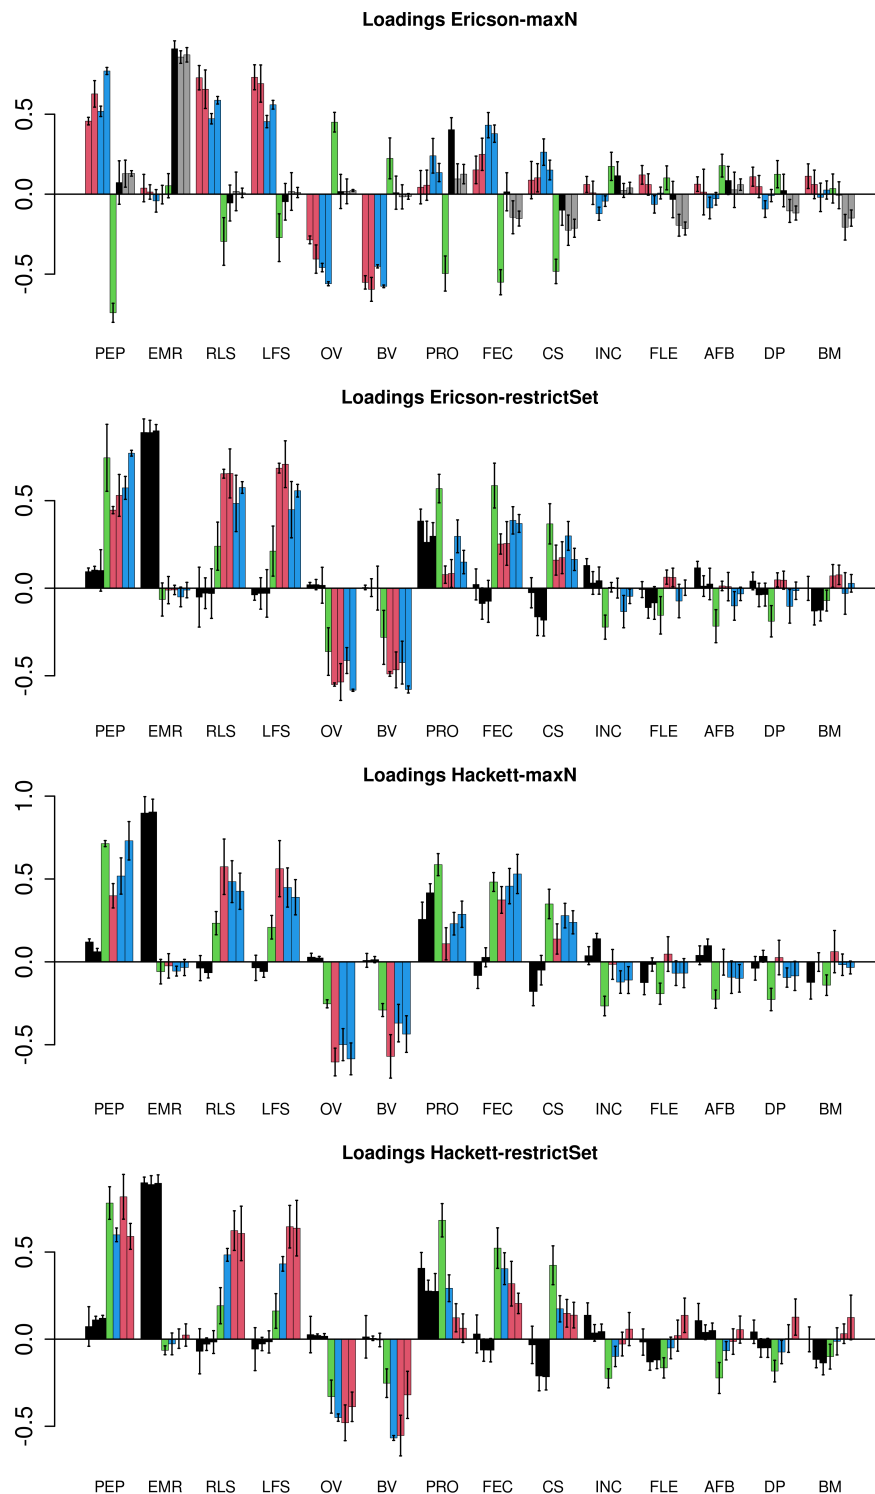 Loadings Ericson-maxN
0.5
0.0
-0.5
PEP EMR RLS LFS OV BV PRO FEC CS INC FLE AFB DP BM
Loadings Ericson-restrictSet
0.5
0.0
-0.5
PEP EMR RLS LFS OV BV PRO FEC CS INC FLE AFB DP BM
Loadings Hackett-maxN
1.0
0.5
0.0
-0.5
PEP EMR RLS LFS OV BV PRO FEC CS INC FLE AFB DP BM
Loadings Hackett-restrictSet
0.5
0.0
-0.5
PEP EMR RLS LFS OV BV PRO FEC CS INC FLE AFB DP BM